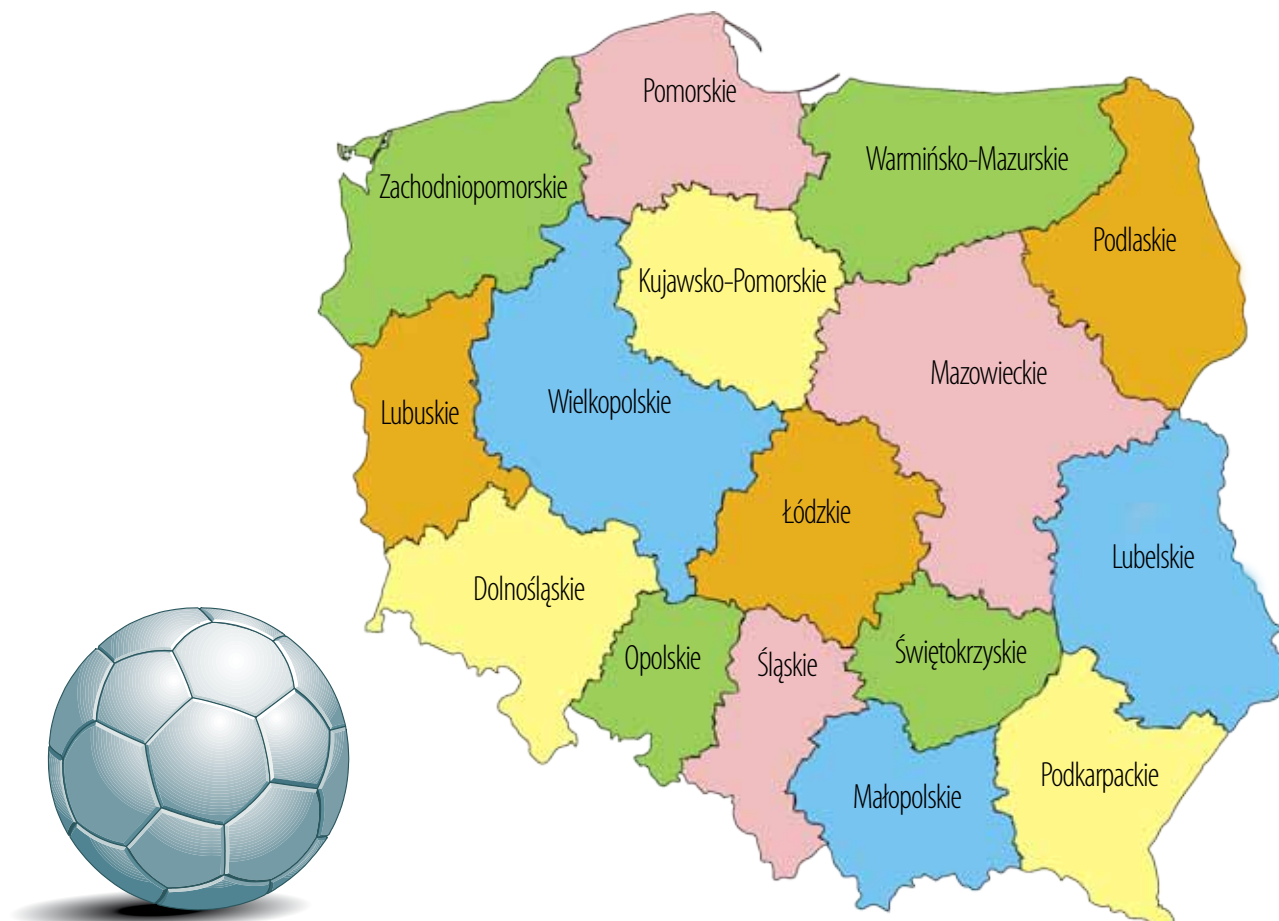 Pomorskie
Warmińsko-Mazurskie
Zachodniopomorskie
Podlaskie
Kujawsko-Pomorskie
Mazowieckie
Wielkopolskie
Lubuskie
Łódzkie
Lubelskie
Dolnośląskie
Opolskie
Śląskie
Świętokrzyskie
Podkarpackie
Małopolskie